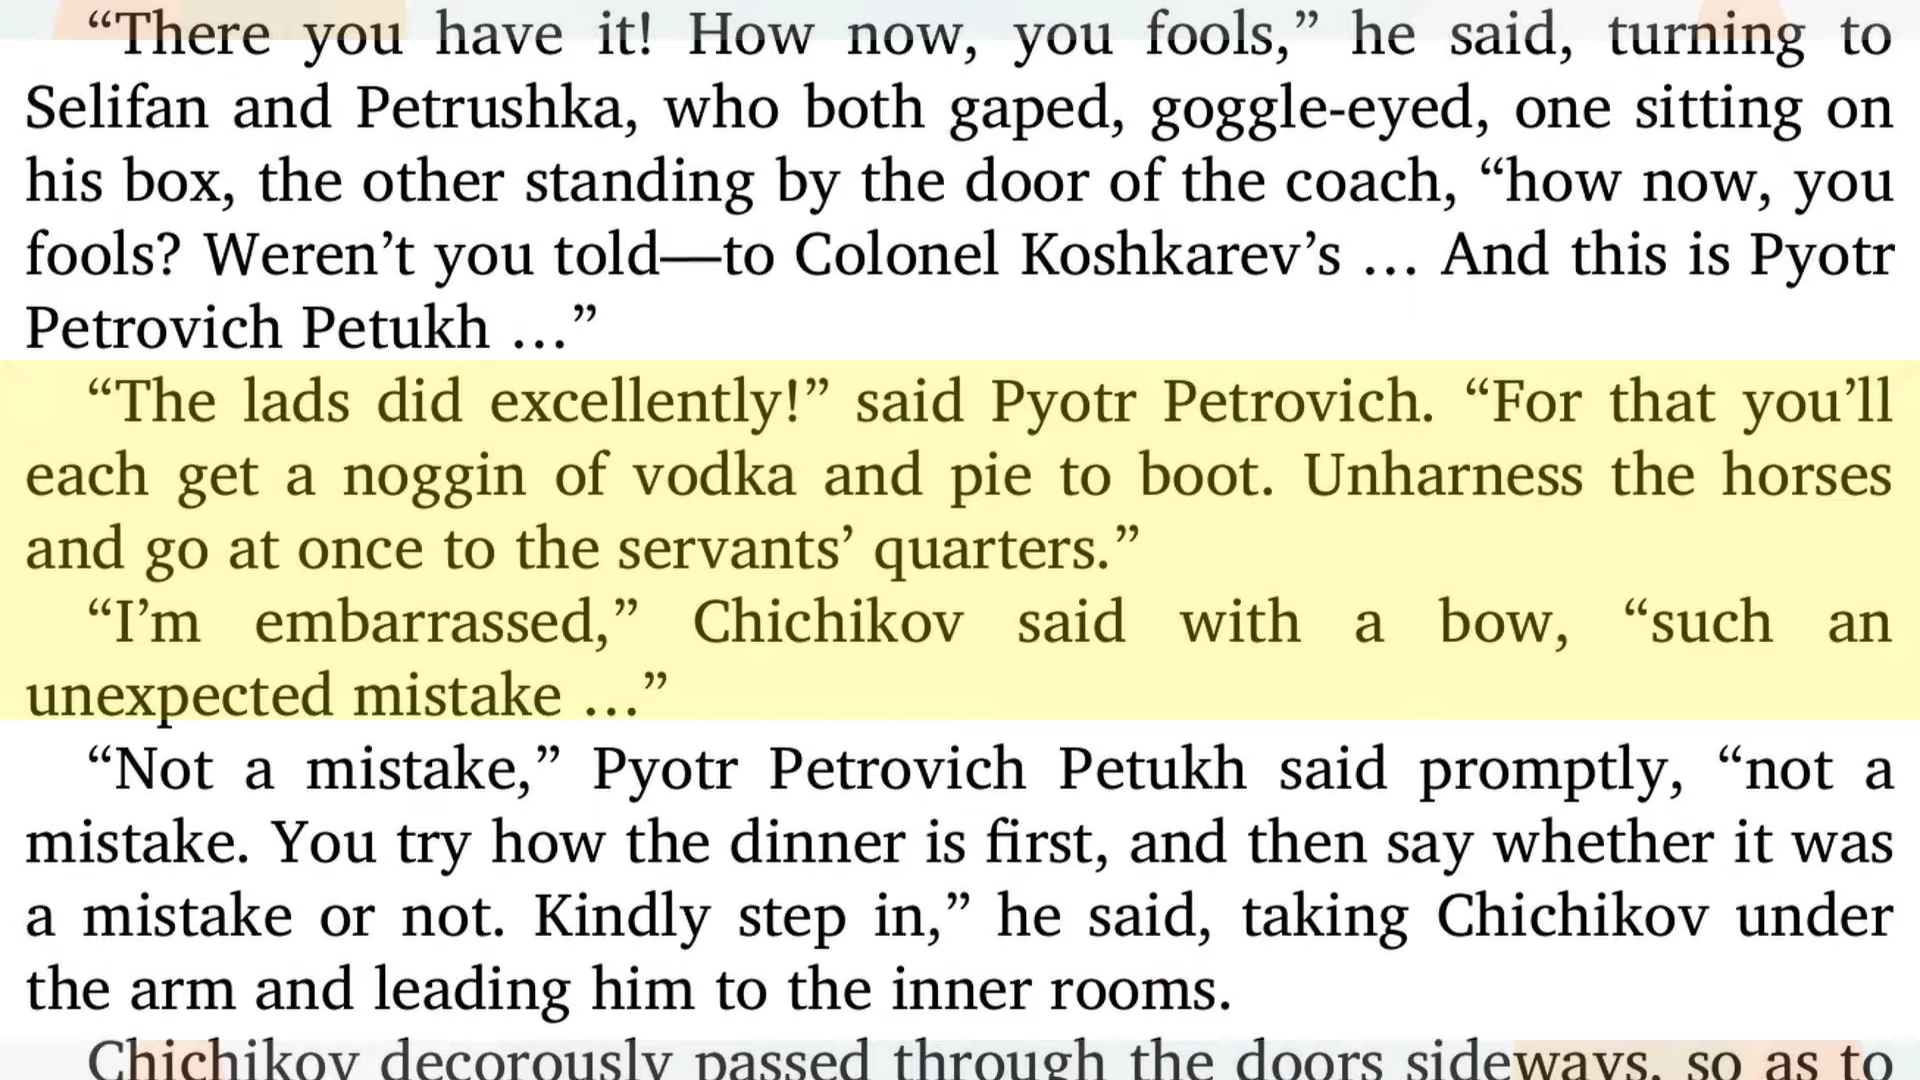 “There you have it! How now, you fools,” he said, turning to
Selifan and Petrushka, who both gaped, goggle-eyed, one sitting on
his box, the other standing by the door of the coach, “how now, you
fools? Weren’t you told—to Colonel Koshkarev’s … And this is Pyotr
Petrovich Petukh …”
“The lads did excellently!” said Pyotr Petrovich. “For that you’ll
each get a noggin of vodka and pie to boot. Unharness the horses
and go at once to the servants’ quarters.”
“I’m embarrassed,” Chichikov said with a bow, “such an
unexpected mistake …”
“Not a mistake,” Pyotr Petrovich Petukh said promptly, “not a
mistake. You try how the dinner is first, and then say whether it was
a mistake or not. Kindly step in,” he said, taking Chichikov under
the arm and leading him to the inner rooms.
Chichikov decorously passed through the doors sideways, so as to